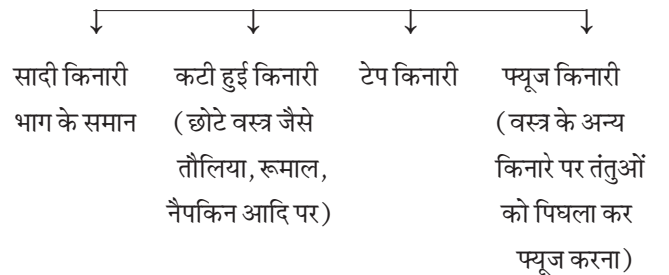 सादी किनारी
भाग के समान
कटी हुई किनारी
(छोटे वस्त्र जैसे
तौलिया, रूमाल,
नैपकिन आदि पर)
टेप किनारी
फ्यूज किनारी
(वस्त्र के अन्य
किनारे पर तंतुओं
को पिघला कर
फ्यूज करना)